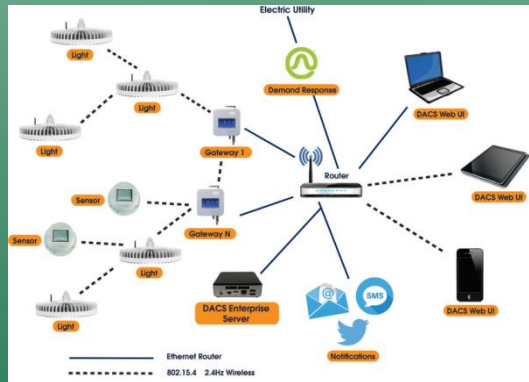 Electric Utility
Light
Demand Response
DACS Web UI
Light
Light
Gateway 1
Router
DACS Web UI
Sensor
Gateway N
Sensor
Light
DACS Enterprise
Server
@
SMS
DACS Web UI
Light
Notifications
Ethernet Router
802.15.4 2.4Hz Wireless